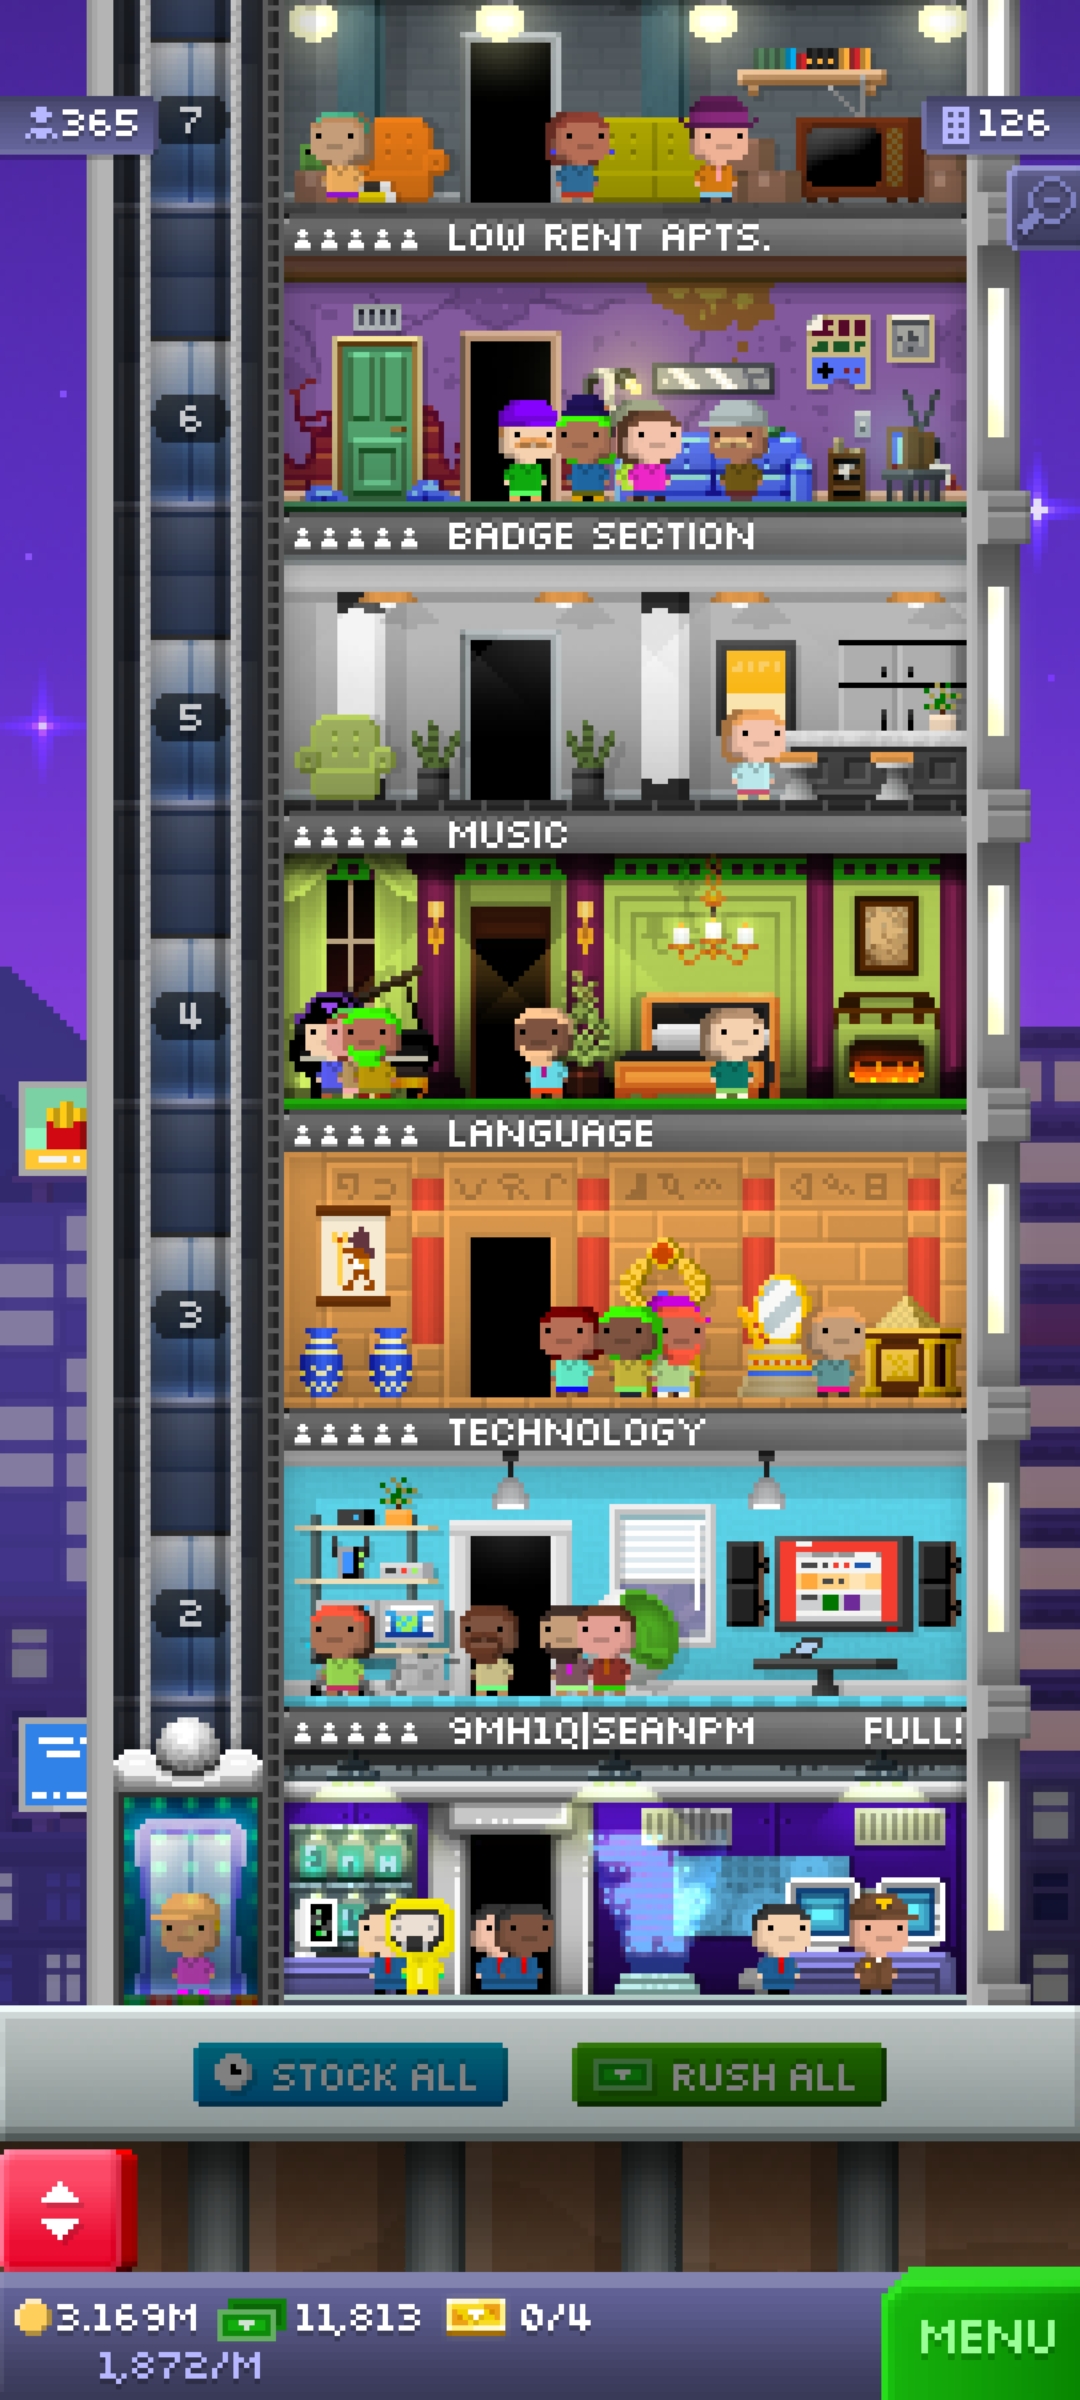 365
7
126
LOW RENT APTS.
6
BADGE SECTION
5
MUSIC
4
LANGUAGE
3
TECHNOLOGY
2
9MH1Q|SEANPM FULL!
STOCK ALL
RUSH ALL
3.169M 11,813 0/4
1,872/M
MENU